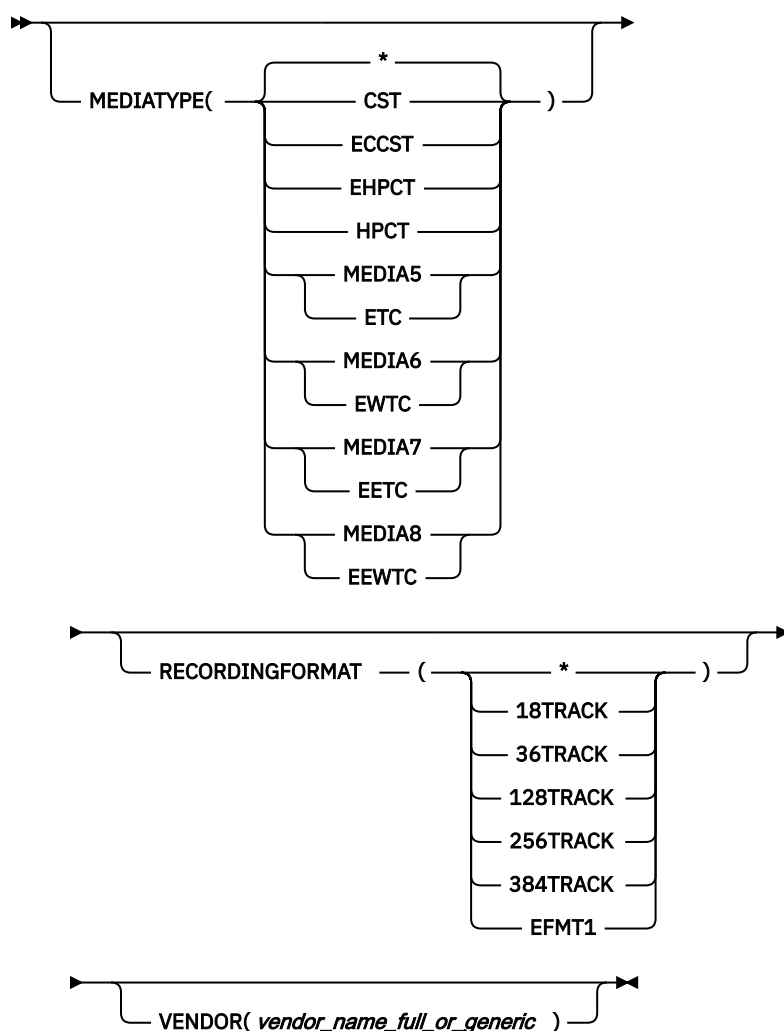 *
MEDIATYPE( CST )
ECCST
EHPCT
HPCT
MEDIA5
ETC
MEDIA6
EWTC
MEDIA7
EETC
MEDIA8
EEWTC
RECORDINGFORMAT ( * )
18TRACK
36TRACK
128TRACK
256TRACK
384TRACK
EFMT1
VENDOR( vendor_name_full_or_generic )